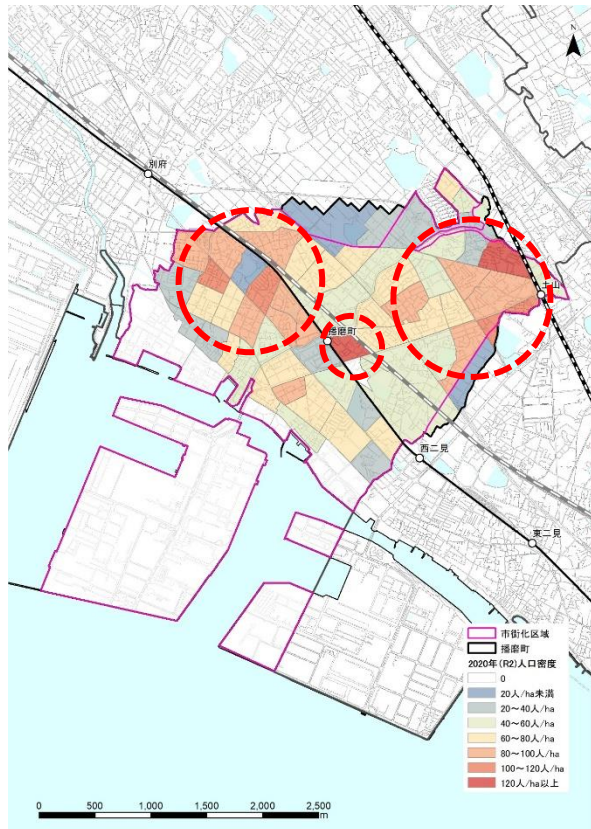 N
別府
土山
播磨町
西二見
東二見
市街化区域
播磨町
2020年(R2)人口密度
0
20人/ha未満
20～40人/ha
40～60人/ha
60～80人/ha
80～100人/ha
100～120人/ha
120人/ha以上
0 500 1,000 1,500 2,000 2,500
m